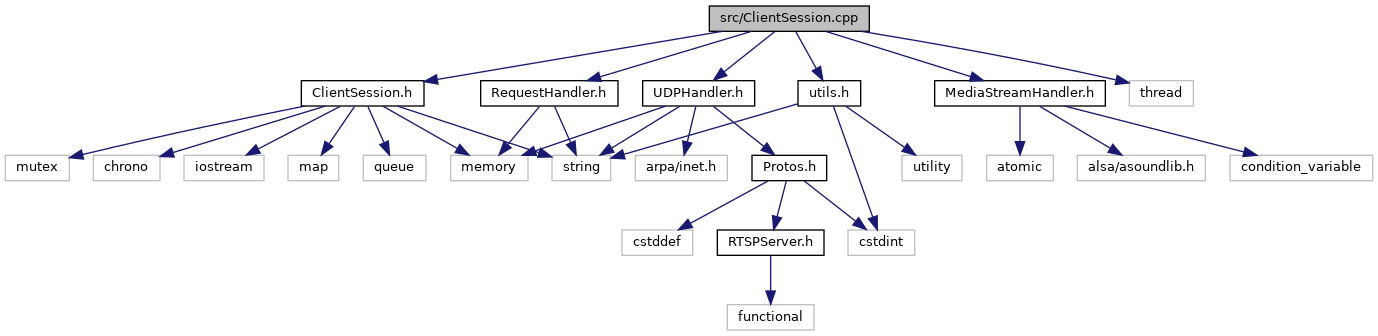 src/ClientSession.cpp
ClientSession.h
RequestHandler.h
UDPHandler.h
utils.h
MediaStreamHandler.h
thread
mutex
chrono
iostream
map
queue
memory
string
arpa/inet.h
Protos.h
utility
atomic
alsa/asoundlib.h
condition_variable
cstddef
RTSPServer.h
cstdint
functional